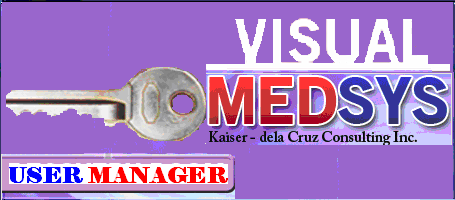 VISUAL
MEDSYS
Kaiser - dela Cruz Consulting Inc.
USER MANAGER